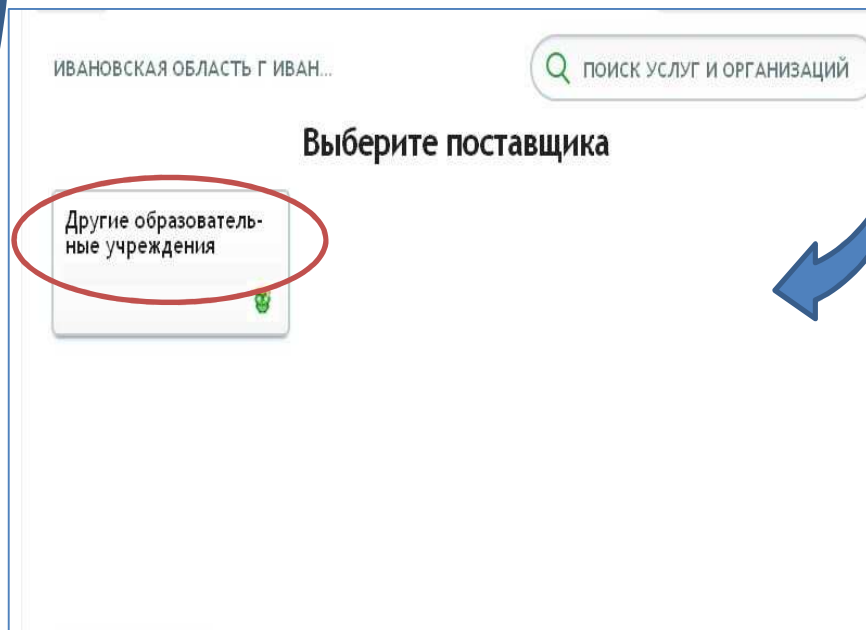 ИВАНОВСКАЯ ОБЛАСТЬ Г ИВАН...
ПОИСК УСЛУГ И ОРГАНИЗАЦИЙ
Выберите поставщика
Другие образователь-
ные учреждения